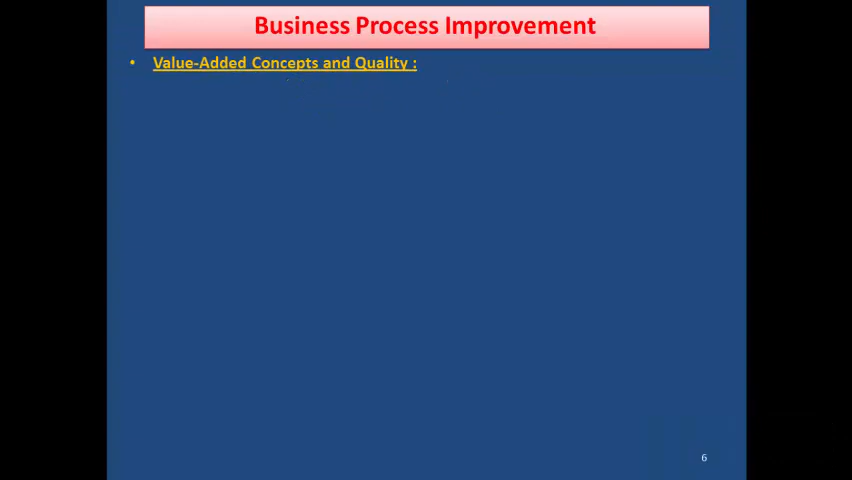 Business Process Improvement
• Value-Added Concepts and Quality :
6